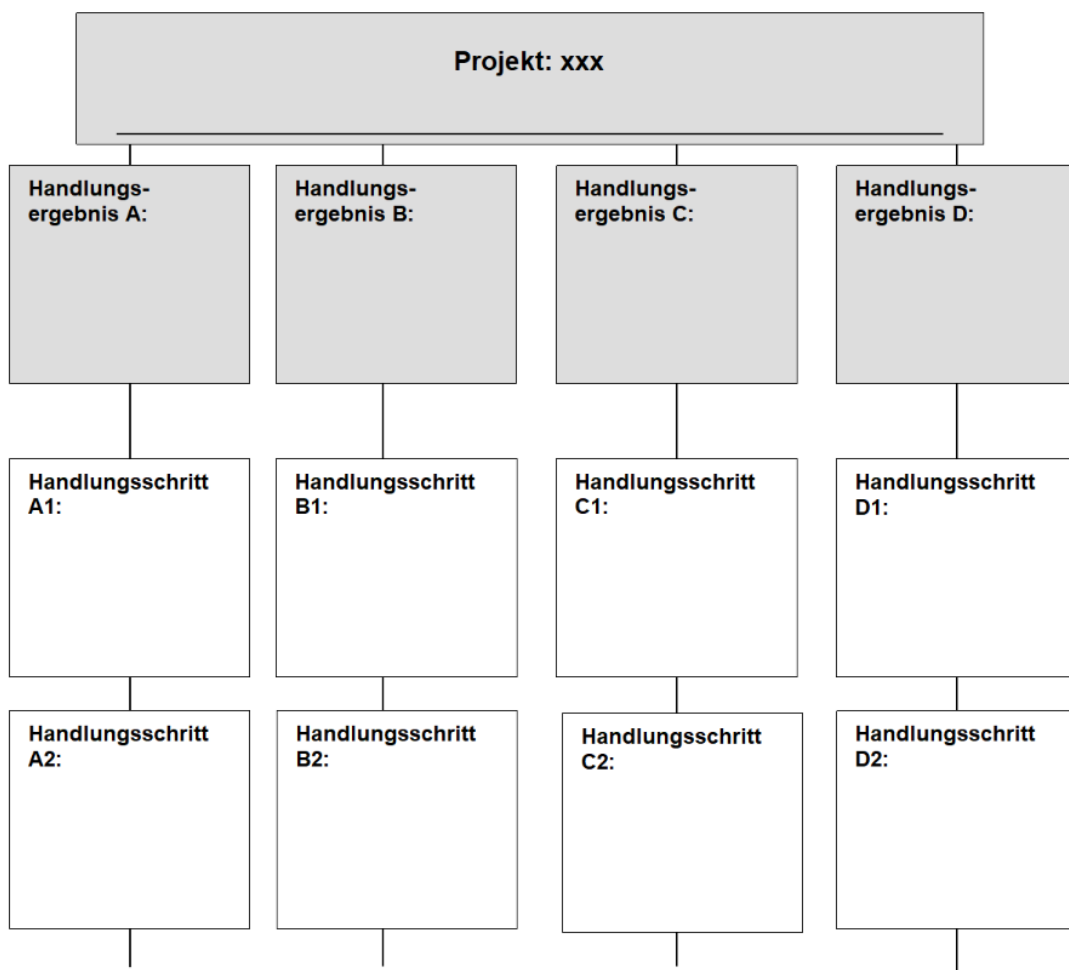 Projekt: xxx
Handlungs-
ergebnis A:
Handlungs-
ergebnis B:
Handlungs-
ergebnis C:
Handlungs-
ergebnis D:
Handlungsschritt
A1:
Handlungsschritt
B1:
Handlungsschritt
C1:
Handlungsschritt
D1:
Handlungsschritt
A2:
Handlungsschritt
B2:
Handlungsschritt
C2:
Handlungsschritt
D2: